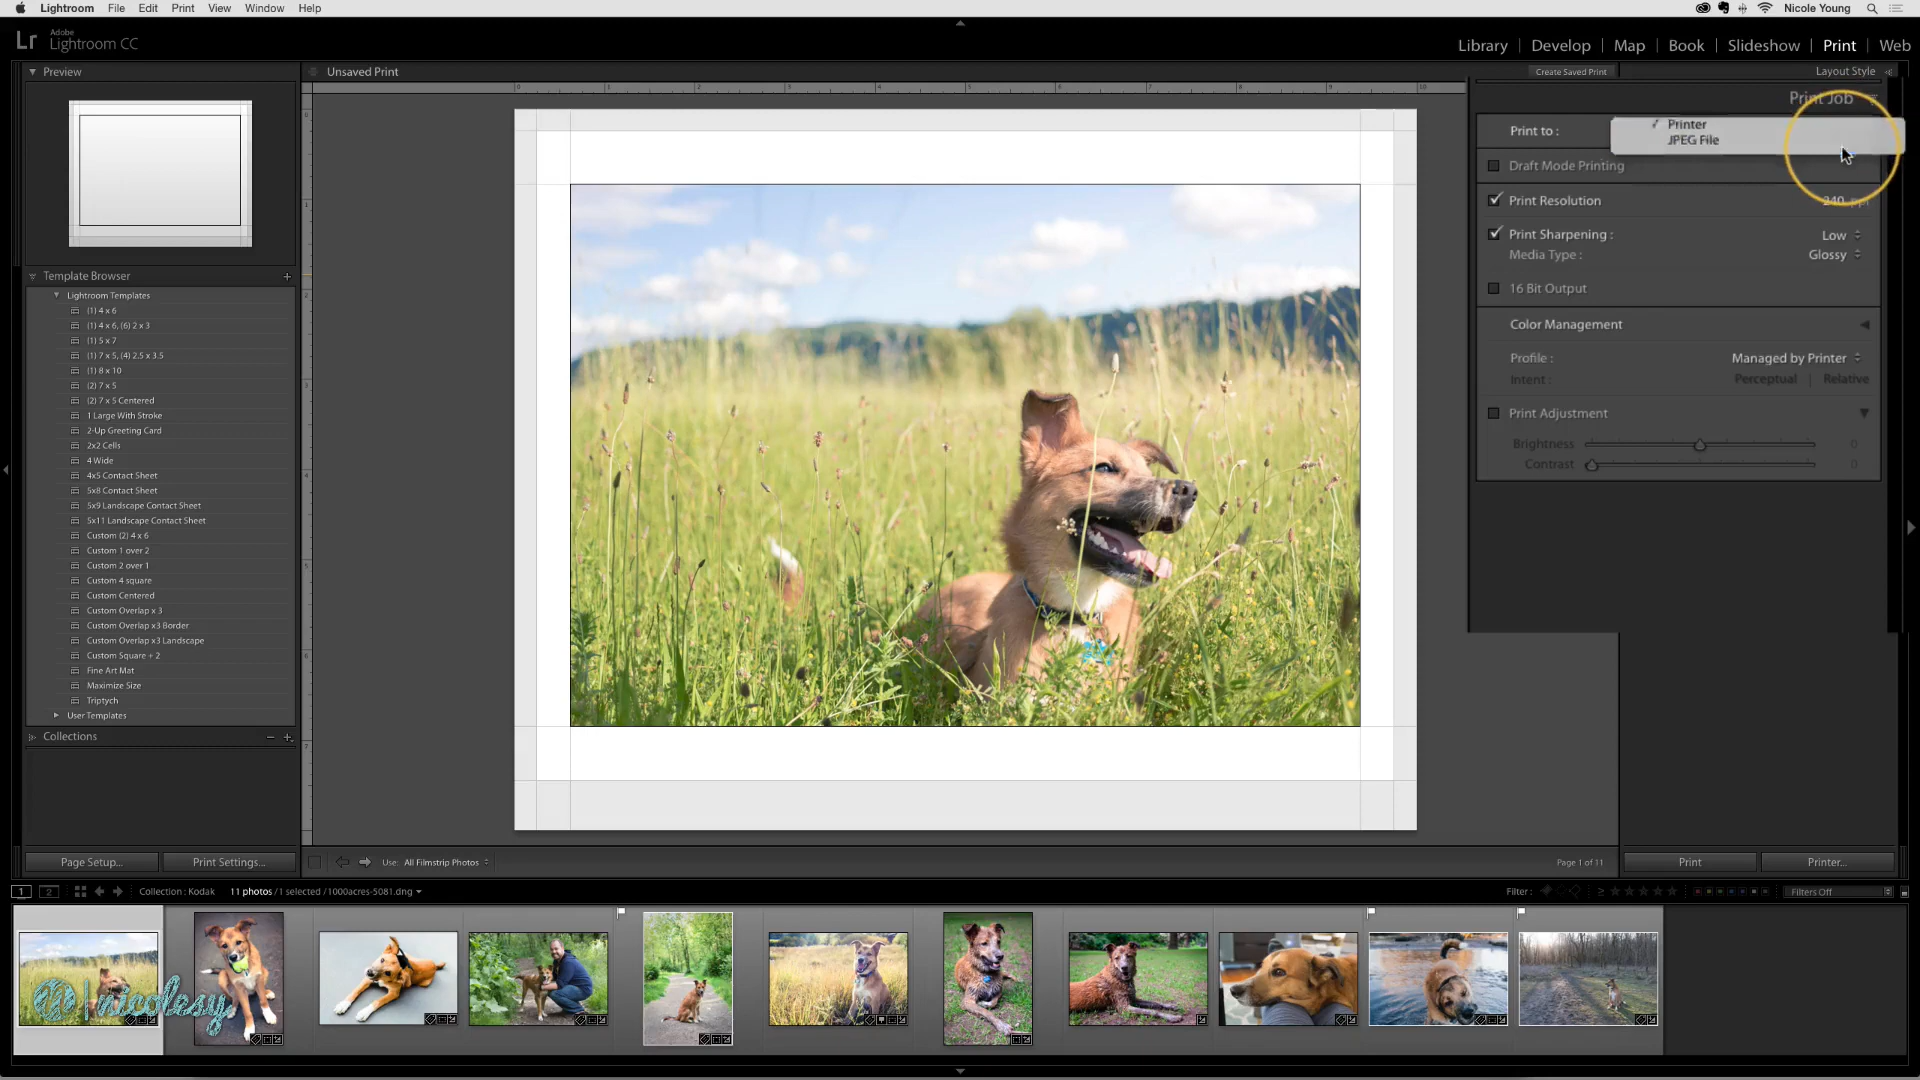 Lightroom File Edit Print View Window Help
Nicole Young
Lr Adobe
Lightroom CC
Library Develop Map Book Slideshow Print Web
Preview
Unsaved Print
Create Saved Print
Layout Style
Print Job
Print to :
✓ Printer
JPEG File
Draft Mode Printing
Print Resolution 240 ppi
Print Sharpening : Low
Media Type : Glossy
16 Bit Output
Color Management
Profile : Managed by Printer
Intent : Perceptual | Relative
Print Adjustment
Brightness 0
Contrast 0
Template Browser +
Lightroom Templates
(1) 4 x 6
(1) 4 x 6, (6) 2 x 3
(1) 5 x 7
(1) 7 x 5, (4) 2.5 x 3.5
(1) 8 x 10
(2) 7 x 5
(2) 7 x 5 Centered
1 Large With Stroke
2-Up Greeting Card
2x2 Cells
4 Wide
4x5 Contact Sheet
5x8 Contact Sheet
5x9 Landscape Contact Sheet
5x11 Landscape Contact Sheet
Custom (2) 4 x 6
Custom 1 over 2
Custom 2 over 1
Custom 4 square
Custom Centered
Custom Overlap x 3
Custom Overlap x3 Border
Custom Overlap x3 Landscape
Custom Square + 2
Fine Art Mat
Maximize Size
Triptych
User Templates
Collections − +
Page Setup... Print Settings...
Use: All Filmstrip Photos
Page 1 of 11
Print Printer...
1 2 Collection : Kodak 11 photos / 1 selected / 1000acres-5081.dng
Filter : ≥ Filters Off
nicolesy